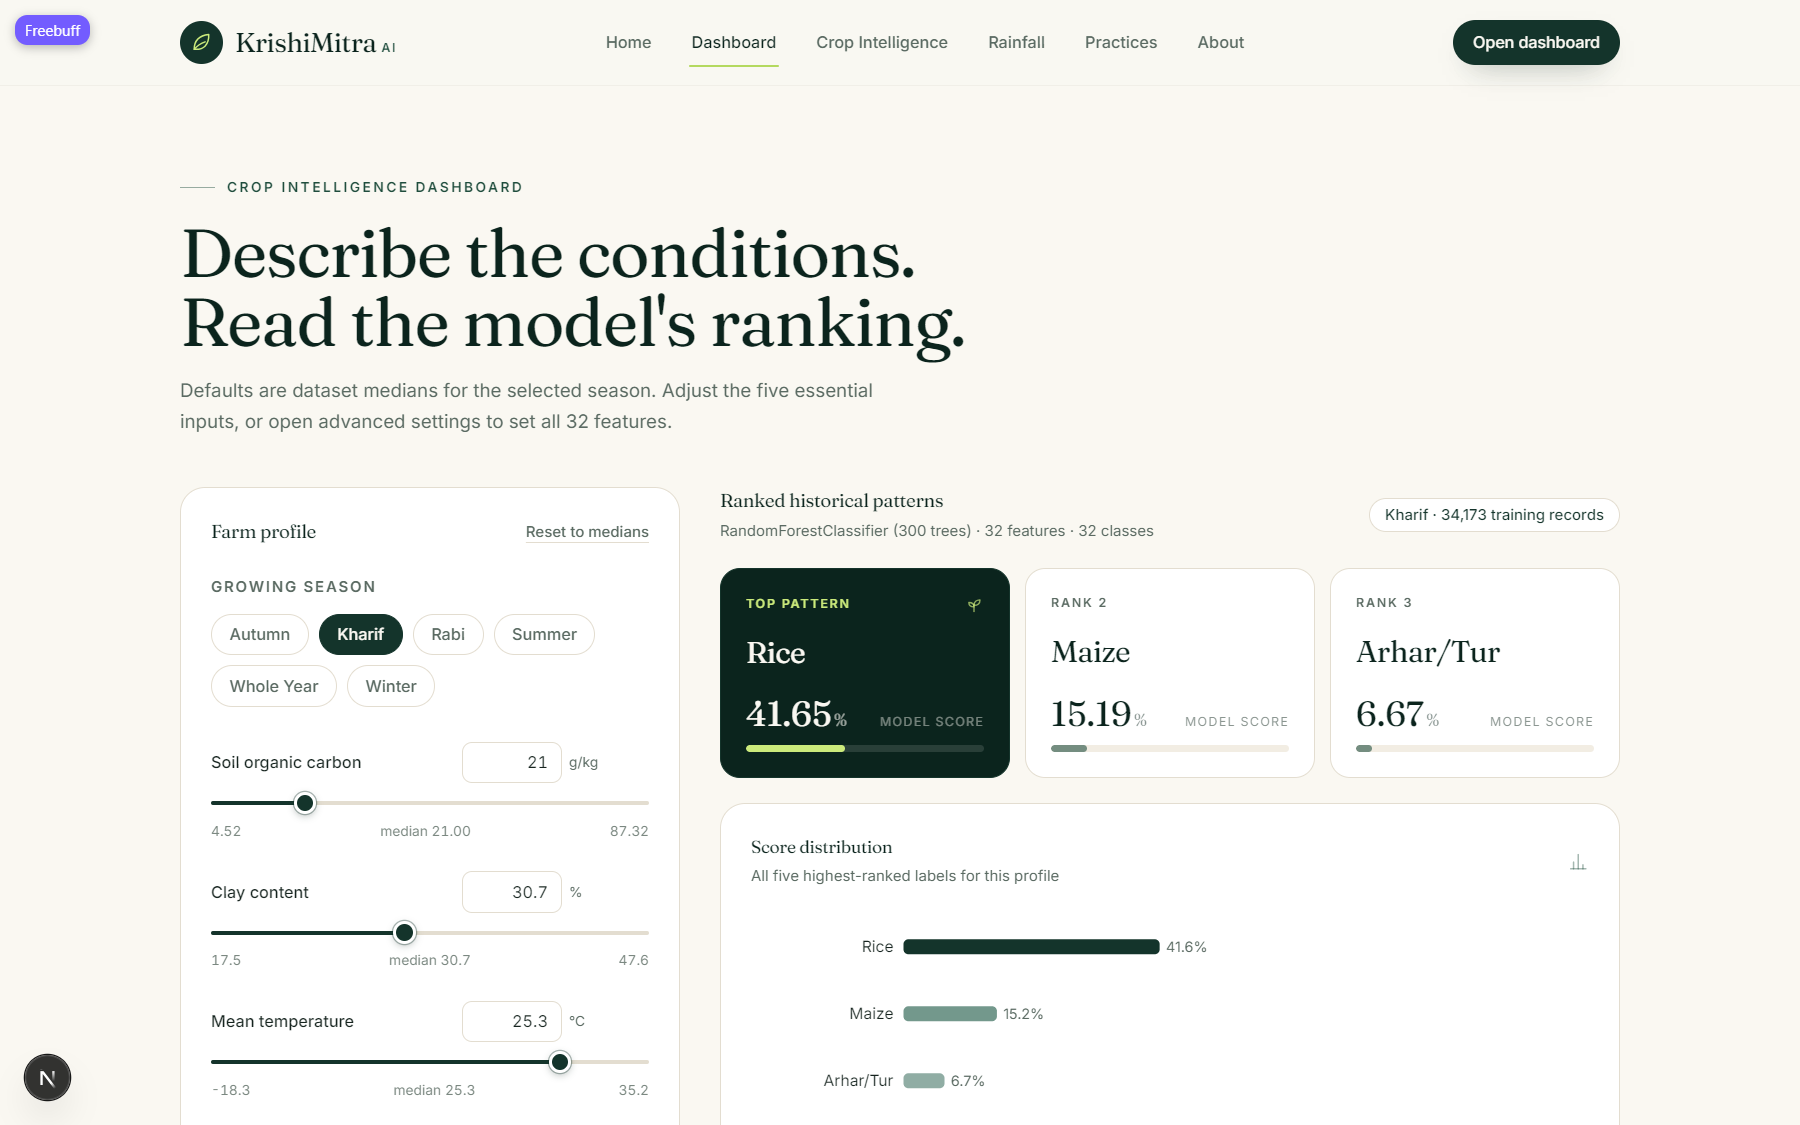 Freebuff
KrishiMitra AI
Home
Dashboard
Crop Intelligence
Rainfall
Practices
About
Open dashboard
CROP INTELLIGENCE DASHBOARD
Describe the conditions.
Read the model's ranking.
Defaults are dataset medians for the selected season. Adjust the five essential
inputs, or open advanced settings to set all 32 features.
Farm profile
Reset to medians
GROWING SEASON
Autumn
Kharif
Rabi
Summer
Whole Year
Winter
Soil organic carbon
21 g/kg
4.52
median 21.00
87.32
Clay content
30.7 %
17.5
median 30.7
47.6
Mean temperature
25.3 °C
-18.3
median 25.3
35.2
Ranked historical patterns
RandomForestClassifier (300 trees) · 32 features · 32 classes
Kharif · 34,173 training records
TOP PATTERN
Rice
41.65%
MODEL SCORE
RANK 2
Maize
15.19%
MODEL SCORE
RANK 3
Arhar/Tur
6.67%
MODEL SCORE
Score distribution
All five highest-ranked labels for this profile
Rice
41.6%
Maize
15.2%
Arhar/Tur
6.7%
N